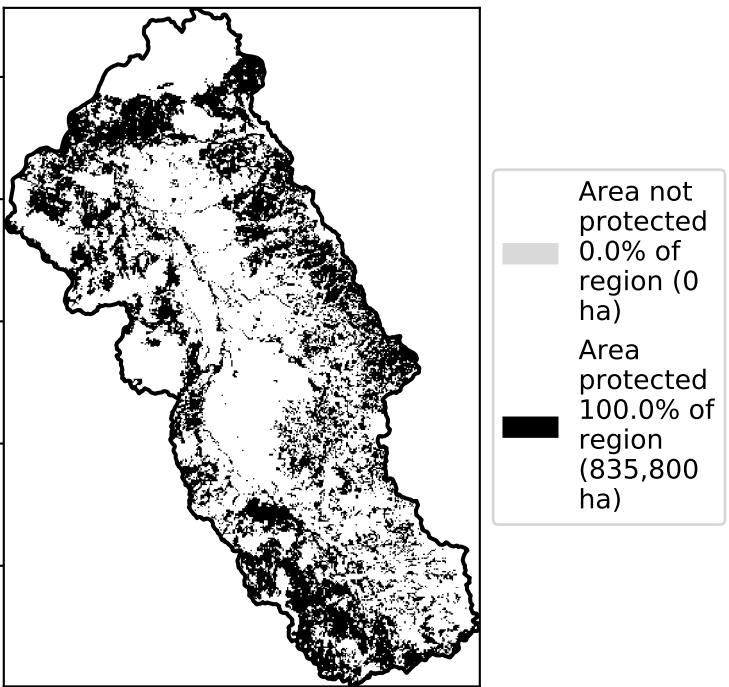 Area not
protected
0.0% of
region (0
ha)
Area
protected
100.0% of
region
(835,800
ha)